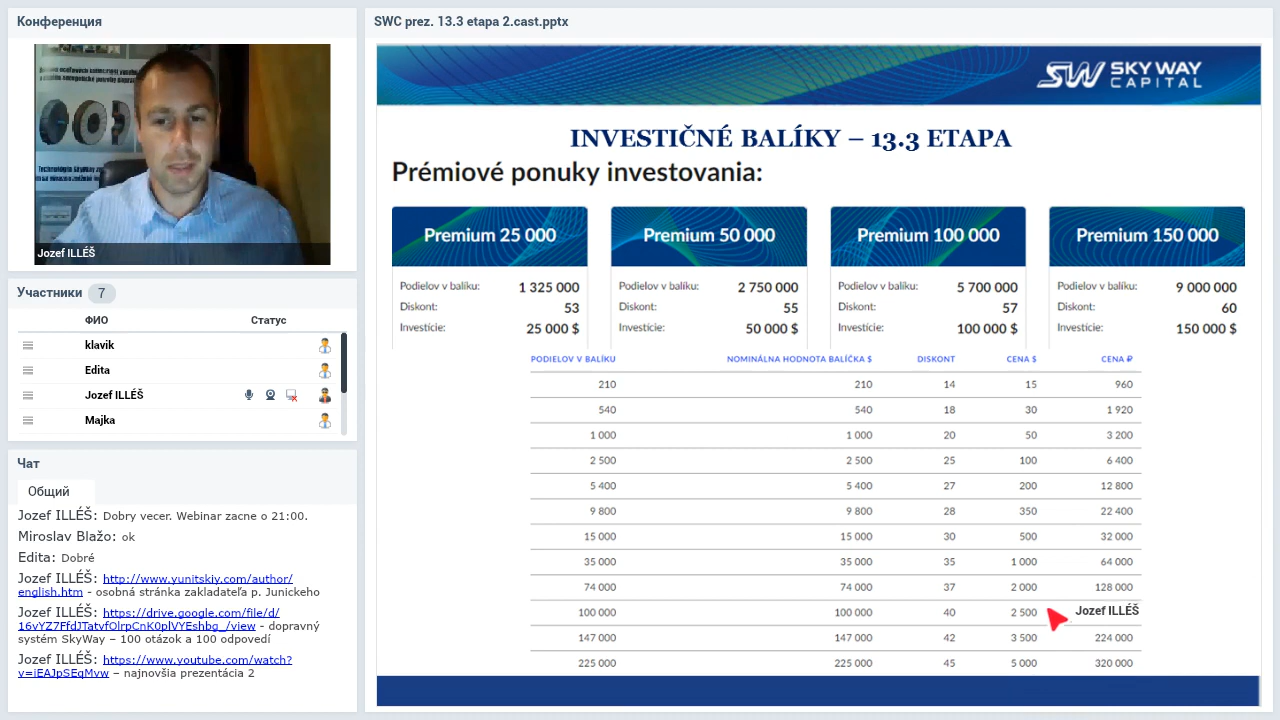 Конференция
Jozef ILLÉŠ
Участники 7
ФИО Статус
klavik
Edita
Jozef ILLÉŠ
Majka
Чат
Общий
Jozef ILLÉŠ: Dobry vecer. Webinar zacne o 21:00.
Miroslav Blažo: ok
Edita: Dobré
Jozef ILLÉŠ: http://www.yunitskiy.com/author/
english.htm - osobná stránka zakladateľa p. Junickeho
Jozef ILLÉŠ: https://drive.google.com/file/d/
16vYZ7FfdJTatvfOlrpCnK0plVYEshbg_/view - dopravný
systém SkyWay – 100 otázok a 100 odpovedí
Jozef ILLÉŠ: https://www.youtube.com/watch?
v=iEAJpSEqMvw – najnovšia prezentácia 2
SWC prez. 13.3 etapa 2.cast.pptx
SW SKY WAY
CAPITAL
INVESTIČNÉ BALÍKY – 13.3 ETAPA
Prémiové ponuky investovania:
Premium 25 000 Premium 50 000 Premium 100 000 Premium 150 000
Podielov v balíku: 1 325 000 Podielov v balíku: 2 750 000 Podielov v balíku: 5 700 000 Podielov v balíku: 9 000 000
Diskont: 53 Diskont: 55 Diskont: 57 Diskont: 60
Investície: 25 000 $ Investície: 50 000 $ Investície: 100 000 $ Investície: 150 000 $
PODIELOV V BALÍKU NOMINÁLNA HODNOTA BALÍČKA $ DISKONT CENA $ CENA ₽
210 210 14 15 960
540 540 18 30 1 920
1 000 1 000 20 50 3 200
2 500 2 500 25 100 6 400
5 400 5 400 27 200 12 800
9 800 9 800 28 350 22 400
15 000 15 000 30 500 32 000
35 000 35 000 35 1 000 64 000
74 000 74 000 37 2 000 128 000
100 000 100 000 40 2 500 Jozef ILLÉŠ
147 000 147 000 42 3 500 224 000
225 000 225 000 45 5 000 320 000